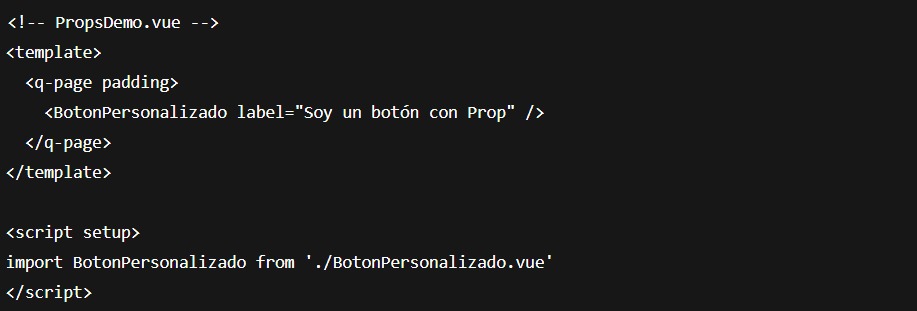 <!-- PropsDemo.vue -->
<template>
  <q-page padding>
    <BotonPersonalizado label="Soy un botón con Prop" />
  </q-page>
</template>

<script setup>
import BotonPersonalizado from './BotonPersonalizado.vue'
</script>